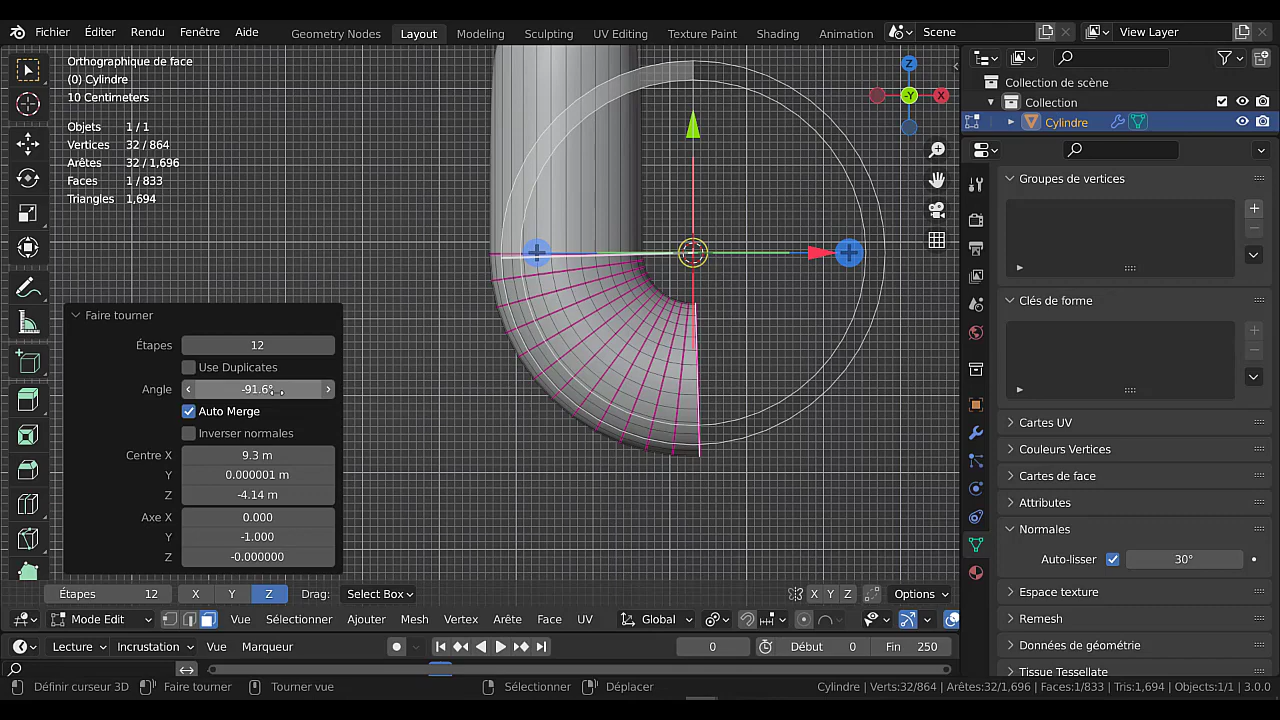 Fichier Éditer Rendu Fenêtre Aide Geometry Nodes Layout Modeling Sculpting UV Editing Texture Paint Shading Animation Scene View Layer
Orthographique de face
(0) Cylindre
10 Centimeters
Objets 1 / 1
Vertices 32 / 864
Arêtes 32 / 1,696
Faces 1 / 833
Triangles 1,694
Z
-Y X
Faire tourner
Étapes 12
Use Duplicates
Angle -91.6°
Auto Merge
Inverser normales
Centre X 9.3 m
Y 0.000001 m
Z -4.14 m
Axe X 0.000
Y -1.000
Z -0.000000
Étapes 12 X Y Z Drag: Select Box X Y Z Options
Mode Edit Vue Sélectionner Ajouter Mesh Vertex Arête Face UV Global
Lecture Incrustation Vue Marqueur 0 Début 0 Fin 250
Collection de scène
Collection
Cylindre
Groupes de vertices
Clés de forme
Cartes UV
Couleurs Vertices
Cartes de face
Attributes
Normales
Auto-lisser 30°
Espace texture
Remesh
Données de géométrie
Tissue Tessellate
Définir curseur 3D Faire tourner Tourner vue Sélectionner Déplacer Cylindre | Verts:32/864 | Arêtes:32/1,696 | Faces:1/833 | Tris:1,694 | Objects:1/1 | 3.0.0